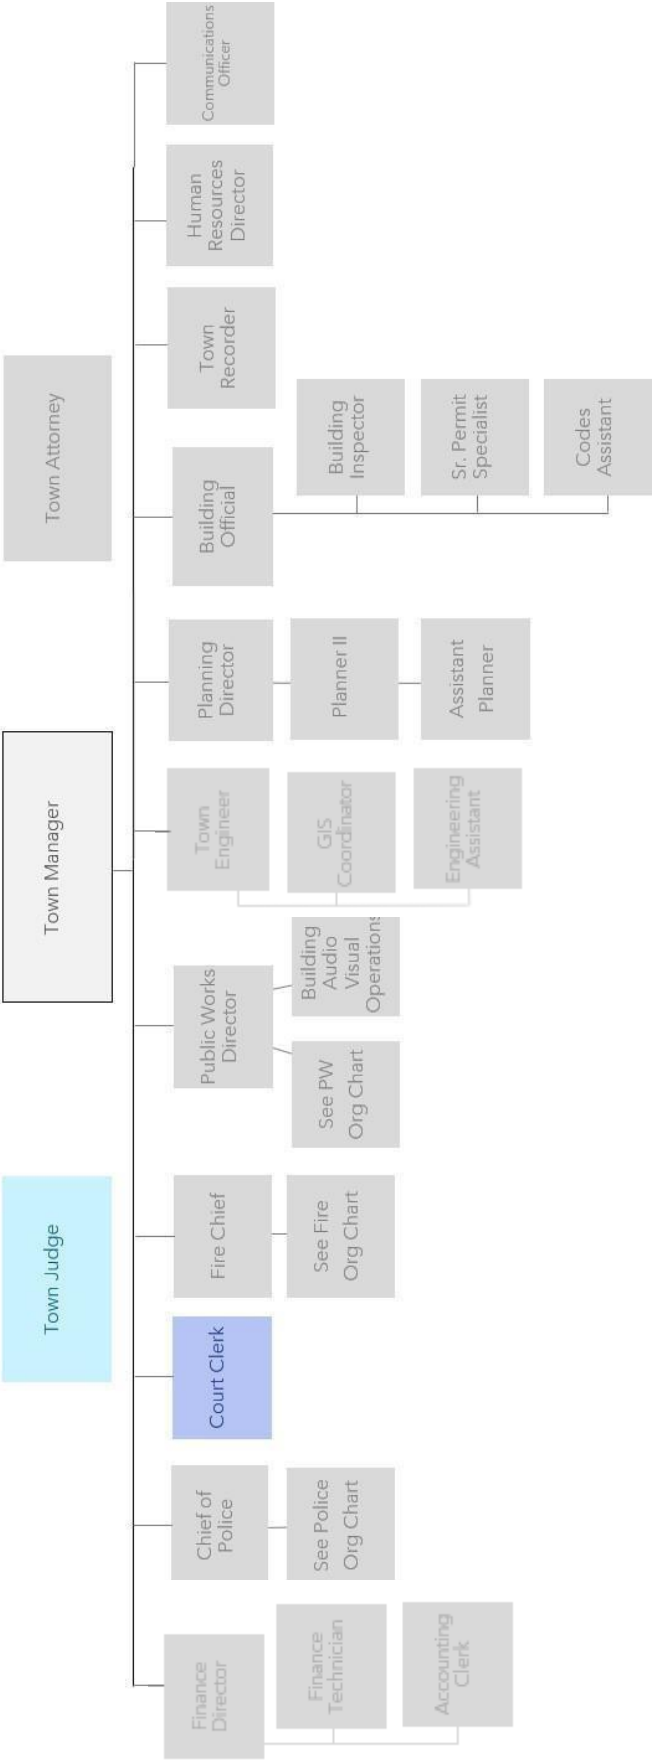 Town Judge
Town Manager
Town Attorney
Finance
Director
Chief of
Police
Court Clerk
Fire Chief
Public Works
Director
Town
Engineer
Planning
Director
Building
Official
Town
Recorder
Human
Resources
Director
Communications
Officer
Finance
Technician
Accounting
Clerk
See Police
Org Chart
See Fire
Org Chart
See PW
Org Chart
Building
Audio
Visual
Operations
GIS
Coordinator
Engineering
Assistant
Planner II
Assistant
Planner
Building
Inspector
Sr. Permit
Specialist
Codes
Assistant